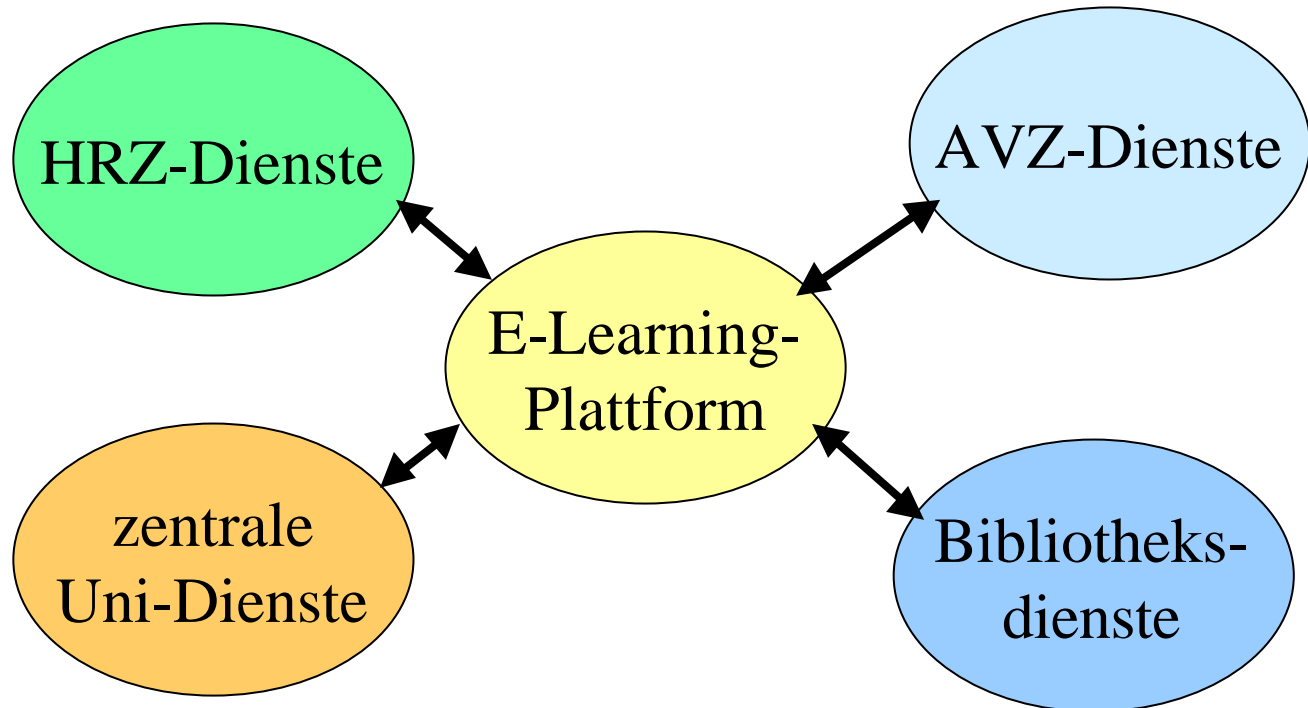 HRZ-Dienste
AVZ-Dienste
E-Learning-
Plattform
zentrale
Uni-Dienste
Bibliotheks-
dienste